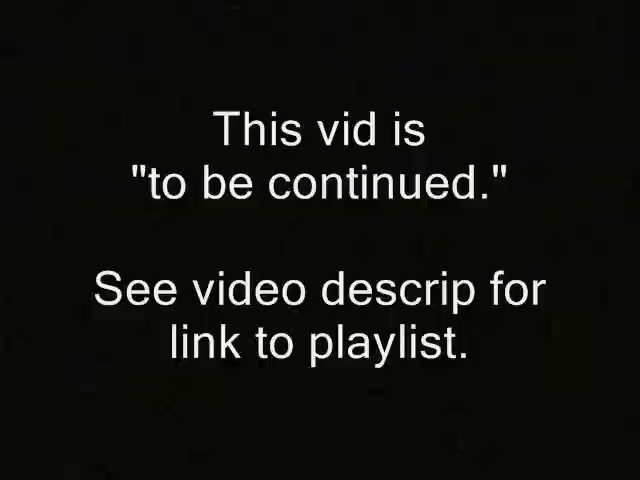 This vid is
"to be continued."
See video descrip for
link to playlist.